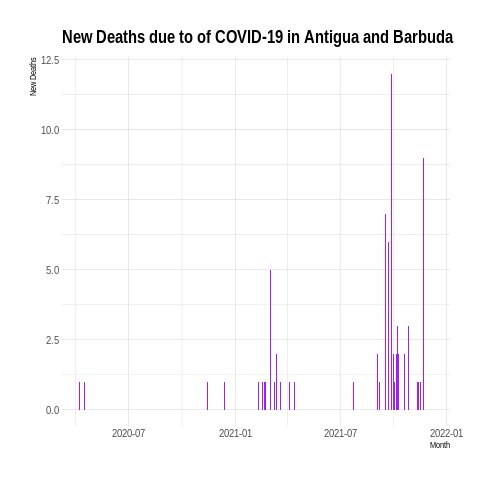 New Deaths due to of COVID-19 in Antigua and Barbuda
New Deaths
12.5
10.0
7.5
5.0
2.5
0.0
2020-07 2021-01 2021-07 2022-01
Month